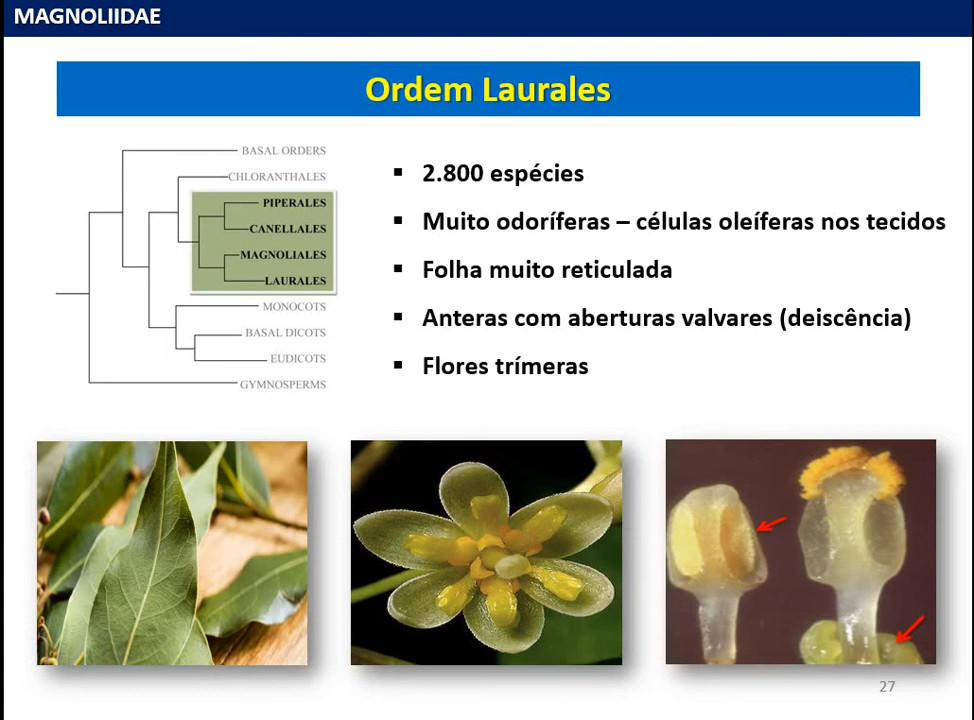 MAGNOLIIDAE
Ordem Laurales
BASAL ORDERS
CHLORANTHALES
PIPERALES
CANELLALES
MAGNOLIALES
LAURALES
MONOCOTS
BASAL DICOTS
EUDICOTS
GYMNOSPERMS
▪ 2.800 espécies
▪ Muito odoríferas – células oleíferas nos tecidos
▪ Folha muito reticulada
▪ Anteras com aberturas valvares (deiscência)
▪ Flores trímeras
27